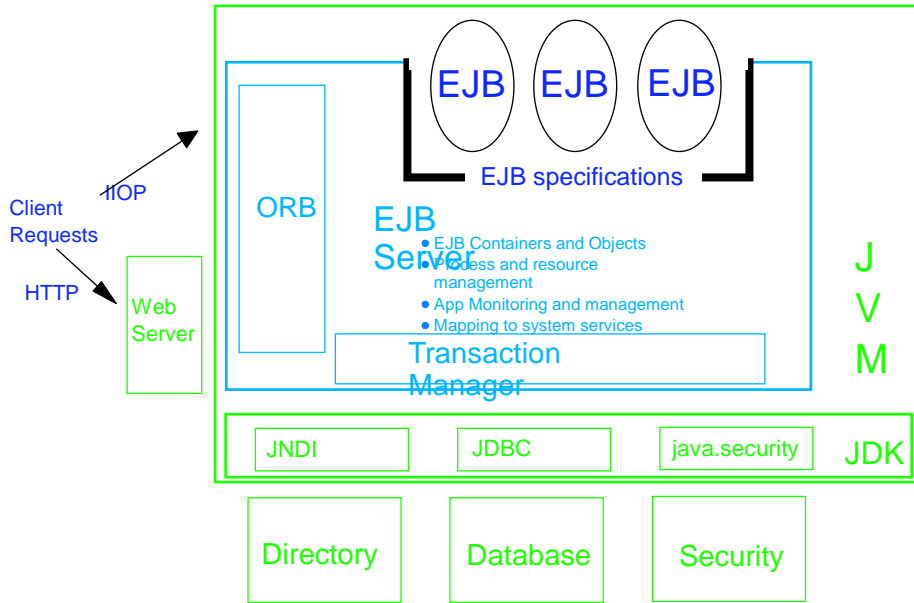 EJB
EJB
EJB
EJB specifications
IIOP
Client
Requests
HTTP
ORB
EJB
Server
EJB Containers and Objects
Process and resource
management
App Monitoring and management
Mapping to system services
Web
Server
Transaction
Manager
J
V
M
JNDI
JDBC
java.security
JDK
Directory
Database
Security